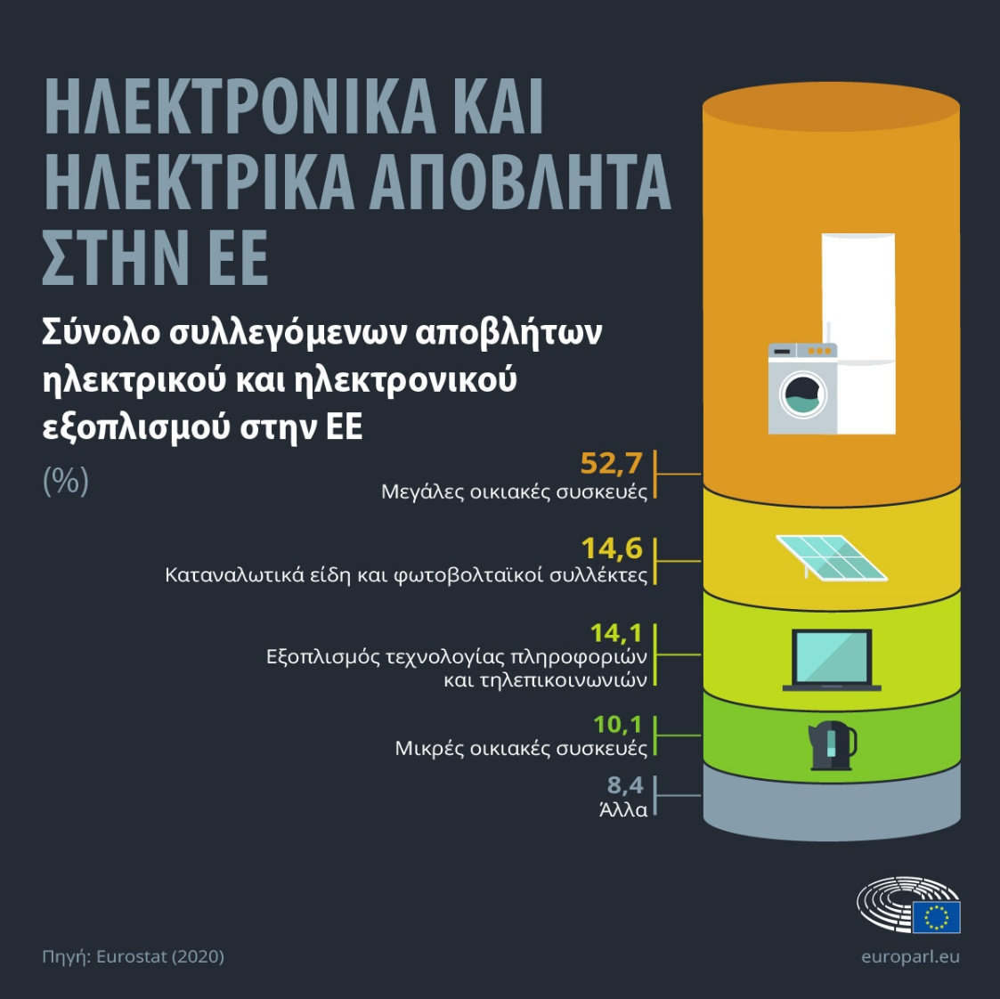 ΗΛΕΚΤΡΟΝΙΚΑ ΚΑΙ
ΗΛΕΚΤΡΙΚΑ ΑΠΟΒΛΗΤΑ
ΣΤΗΝ ΕΕ
Σύνολο συλλεγόμενων αποβλήτων
ηλεκτρικού και ηλεκτρονικού
εξοπλισμού στην ΕΕ
(%)
52,7
Μεγάλες οικιακές συσκευές
14,6
Καταναλωτικά είδη και φωτοβολταϊκοί συλλέκτες
14,1
Εξοπλισμός τεχνολογίας πληροφοριών
και τηλεπικοινωνιών
10,1
Μικρές οικιακές συσκευές
8,4
Άλλα
Πηγή: Eurostat (2020)
europarl.eu